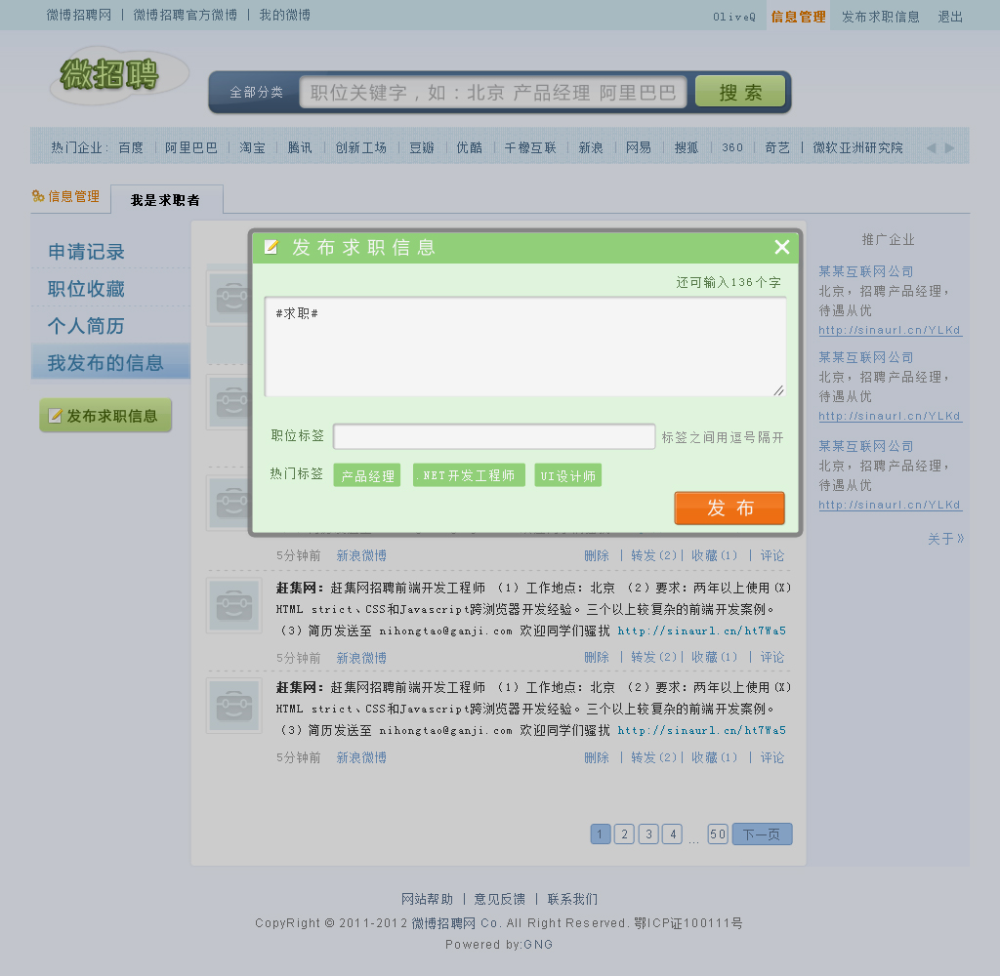 微博招聘网 | 微博招聘官方微博 | 我的微博
OliveQ 信息管理 发布求职信息 退出
微招聘
全部分类 职位关键字，如：北京 产品经理 阿里巴巴 搜 索
热门企业： 百度 | 阿里巴巴 | 淘宝 | 腾讯 | 创新工场 | 豆瓣 | 优酷 | 千橡互联 | 新浪 | 网易 | 搜狐 | 360 | 奇艺 | 微软亚洲研究院
信息管理 我是求职者
申请记录
职位收藏
个人简历
我发布的信息
发布求职信息
发布求职信息
还可输入136个字
#求职#
职位标签 标签之间用逗号隔开
热门标签 产品经理 .NET开发工程师 UI设计师
发 布
5分钟前 新浪微博 删除 | 转发(2)| 收藏(1) | 评论
赶集网：赶集网招聘前端开发工程师 （1）工作地点：北京 （2）要求：两年以上使用(X)
HTML strict、CSS和Javascript跨浏览器开发经验。三个以上较复杂的前端开发案例。
（3）简历发送至 nihongtao@ganji.com 欢迎同学们骚扰 http://sinaurl.cn/ht7Wa5
5分钟前 新浪微博 删除 | 转发(2)| 收藏(1) | 评论
赶集网：赶集网招聘前端开发工程师 （1）工作地点：北京 （2）要求：两年以上使用(X)
HTML strict、CSS和Javascript跨浏览器开发经验。三个以上较复杂的前端开发案例。
（3）简历发送至 nihongtao@ganji.com 欢迎同学们骚扰 http://sinaurl.cn/ht7Wa5
5分钟前 新浪微博 删除 | 转发(2)| 收藏(1) | 评论
1 2 3 4 ... 50 下一页
推广企业
某某互联网公司
北京，招聘产品经理，
待遇从优
http://sinaurl.cn/YLKd
某某互联网公司
北京，招聘产品经理，
待遇从优
http://sinaurl.cn/YLKd
某某互联网公司
北京，招聘产品经理，
待遇从优
http://sinaurl.cn/YLKd
关于》
网站帮助 | 意见反馈 | 联系我们
CopyRight © 2011-2012 微博招聘网 Co. All Right Reserved. 鄂ICP证100111号
Powered by:GNG